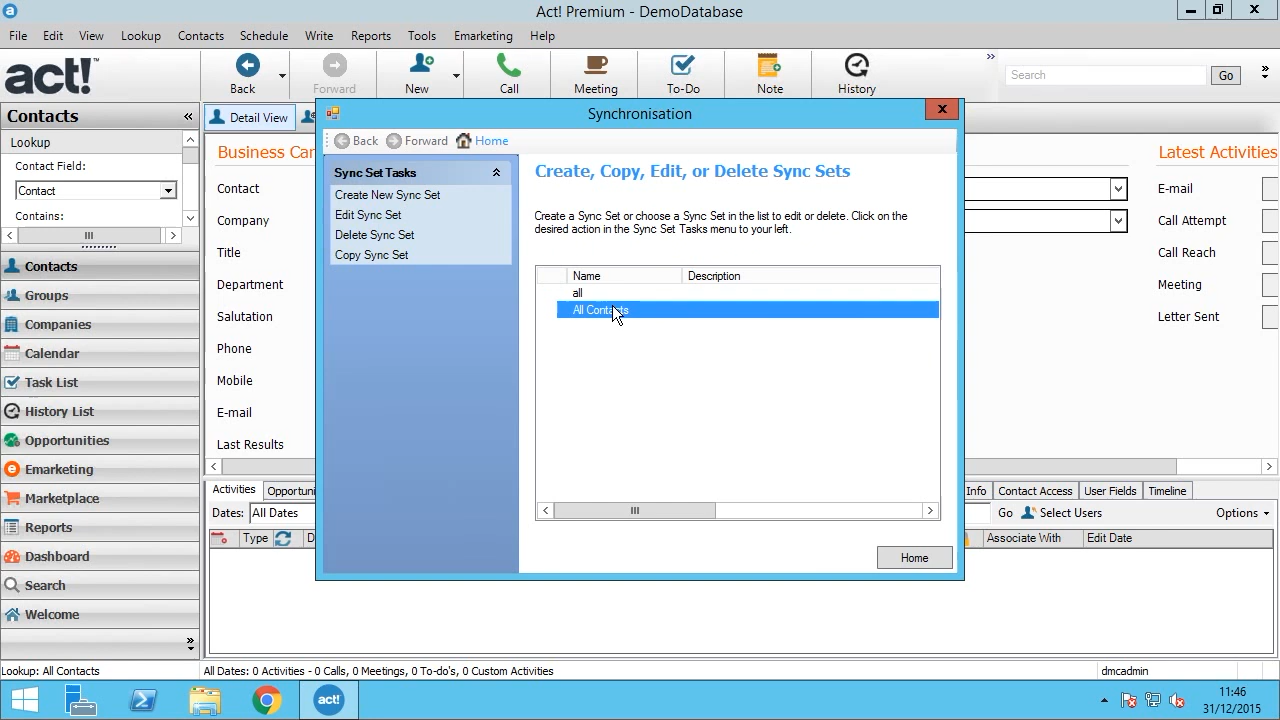 Act! Premium - DemoDatabase
File Edit View Lookup Contacts Schedule Write Reports Tools Emarketing Help
act!
Back Forward New Call Meeting To-Do Note History » Search Go
Contacts «
Lookup
Contact Field:
Contact
Contains:
Contacts
Groups
Companies
Calendar
Task List
History List
Opportunities
Emarketing
Marketplace
Reports
Dashboard
Search
Welcome
Lookup: All Contacts
Detail View
Business Car
Contact
Company
Title
Department
Salutation
Phone
Mobile
E-mail
Last Results
Latest Activities
E-mail
Call Attempt
Call Reach
Meeting
Letter Sent
Synchronisation
Back Forward Home
Sync Set Tasks
Create New Sync Set
Edit Sync Set
Delete Sync Set
Copy Sync Set
Create, Copy, Edit, or Delete Sync Sets
Create a Sync Set or choose a Sync Set in the list to edit or delete. Click on the
desired action in the Sync Set Tasks menu to your left.
Name Description
all
All Contacts
Home
Activities Opportuni Info Contact Access User Fields Timeline
Dates: All Dates Go Select Users Options
Type D Associate With Edit Date
All Dates: 0 Activities - 0 Calls, 0 Meetings, 0 To-do's, 0 Custom Activities
dmcadmin
act!
11:46
31/12/2015